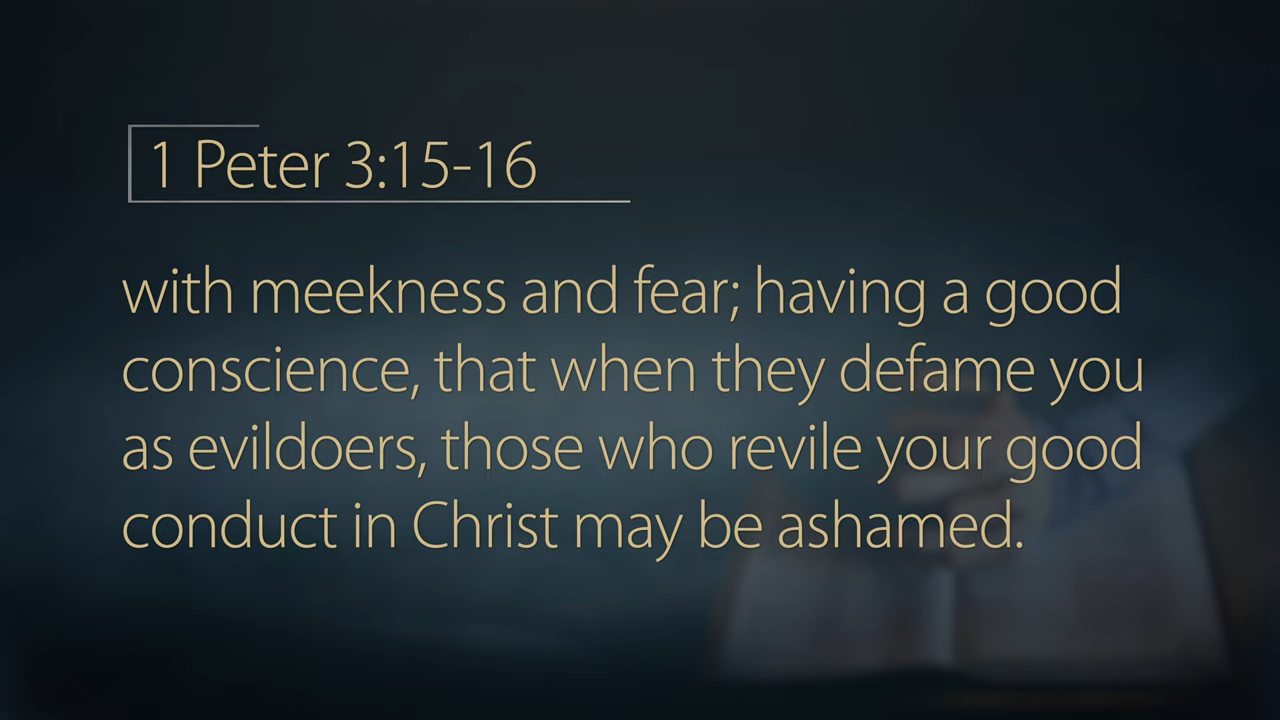 1 Peter 3:15-16
with meekness and fear; having a good
conscience, that when they defame you
as evildoers, those who revile your good
conduct in Christ may be ashamed.